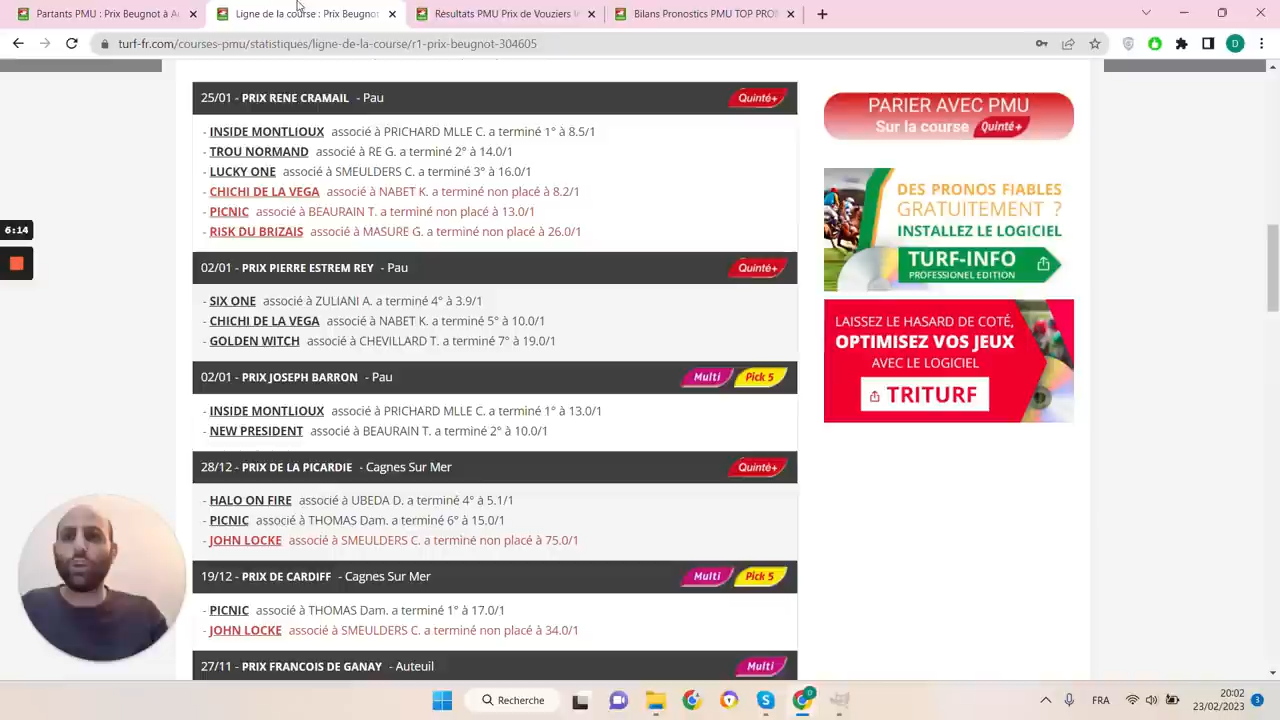 Partants PMU : Prix Beugnot à Au
Ligne de la course : Prix Beugnot
Résultats PMU Prix de Vouziers (
Bilans Pronostics PMU TOP PRO
turf-fr.com/courses-pmu/statistiques/ligne-de-la-course/r1-prix-beugnot-304605
D
25/01 - PRIX RENE CRAMAIL - Pau
Quinté+
- INSIDE MONTLIOUX associé à PRICHARD MLLE C. a terminé 1° à 8.5/1
- TROU NORMAND associé à RE G. a terminé 2° à 14.0/1
- LUCKY ONE associé à SMEULDERS C. a terminé 3° à 16.0/1
- CHICHI DE LA VEGA associé à NABET K. a terminé non placé à 8.2/1
- PICNIC associé à BEAURAIN T. a terminé non placé à 13.0/1
- RISK DU BRIZAIS associé à MASURE G. a terminé non placé à 26.0/1
02/01 - PRIX PIERRE ESTREM REY - Pau
Quinté+
- SIX ONE associé à ZULIANI A. a terminé 4° à 3.9/1
- CHICHI DE LA VEGA associé à NABET K. a terminé 5° à 10.0/1
- GOLDEN WITCH associé à CHEVILLARD T. a terminé 7° à 19.0/1
02/01 - PRIX JOSEPH BARRON - Pau
Multi Pick 5
- INSIDE MONTLIOUX associé à PRICHARD MLLE C. a terminé 1° à 13.0/1
- NEW PRESIDENT associé à BEAURAIN T. a terminé 2° à 10.0/1
28/12 - PRIX DE LA PICARDIE - Cagnes Sur Mer
Quinté+
- HALO ON FIRE associé à UBEDA D. a terminé 4° à 5.1/1
- PICNIC associé à THOMAS Dam. a terminé 6° à 15.0/1
- JOHN LOCKE associé à SMEULDERS C. a terminé non placé à 75.0/1
19/12 - PRIX DE CARDIFF - Cagnes Sur Mer
Multi Pick 5
- PICNIC associé à THOMAS Dam. a terminé 1° à 17.0/1
- JOHN LOCKE associé à SMEULDERS C. a terminé non placé à 34.0/1
27/11 - PRIX FRANCOIS DE GANAY - Auteuil
Multi
PARIER AVEC PMU
Sur la course Quinté+
DES PRONOS FIABLES
GRATUITEMENT ?
INSTALLEZ LE LOGICIEL
TURF-INFO
PROFESSIONEL EDITION
LAISSEZ LE HASARD DE COTÉ,
OPTIMISEZ VOS JEUX
AVEC LE LOGICIEL
TRITURF
6:14
Recherche
FRA
20:02
23/02/2023
3